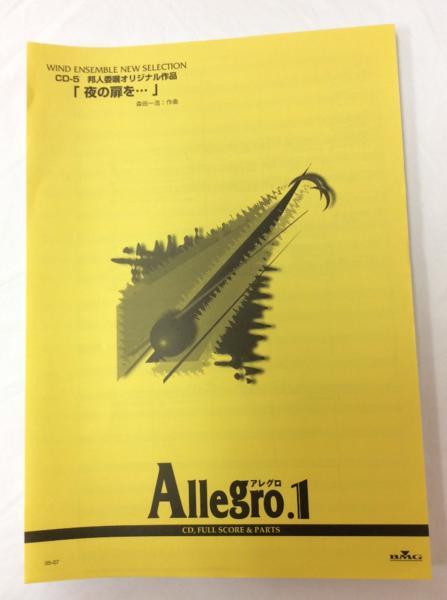 WIND ENSEMBLE NEW SELECTION
CD-5 邦人委嘱オリジナル作品
「 夜の扉を… 」
森田一浩：作曲
アレグロ
Allegro.1
CD, FULL SCORE & PARTS
05-07
BMG